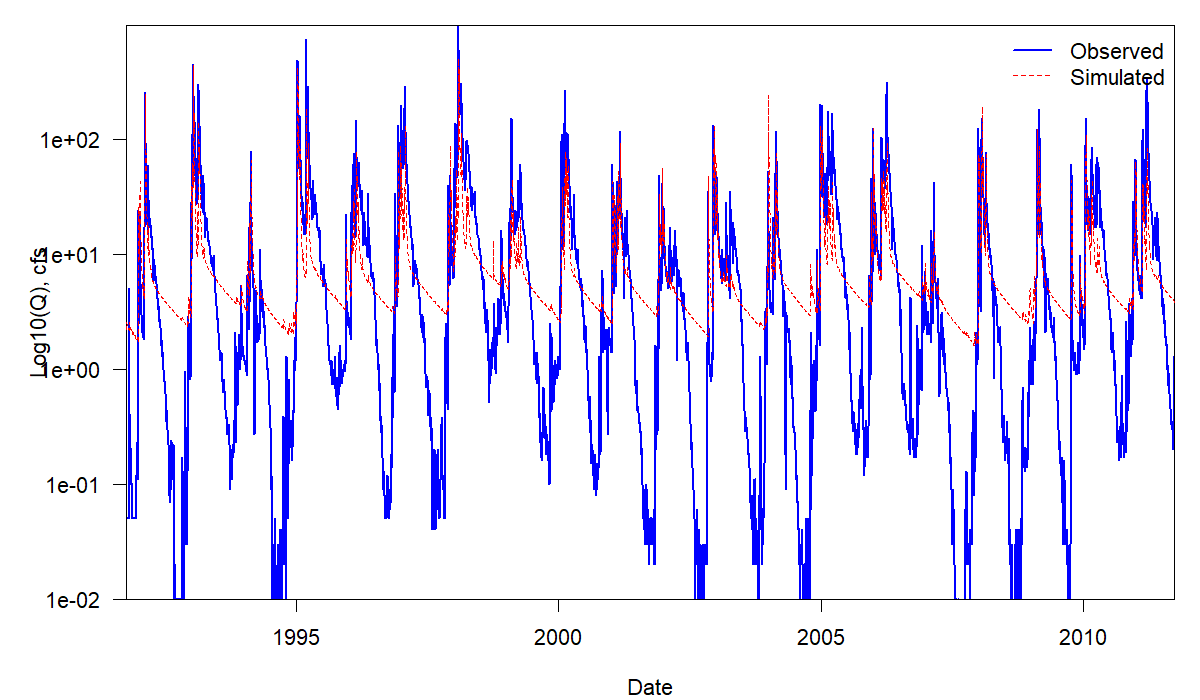 Observed
Simulated
Log10(Q), cfs
1e+02
1e+01
1e+00
1e-01
1e-02
1995
2000
2005
2010
Date